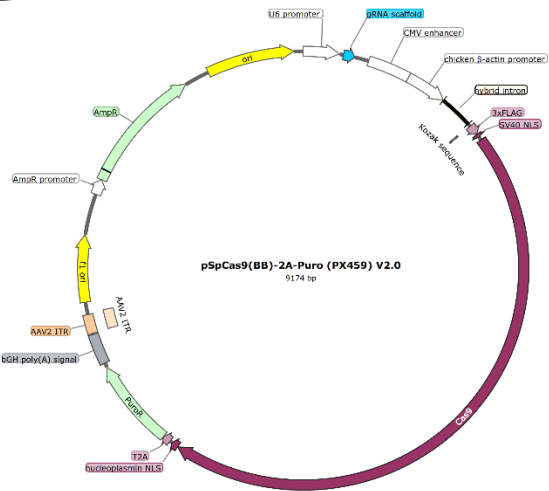 U6 promoter
gRNA scaffold
CMV enhancer
chicken β-actin promoter
hybrid intron
3xFLAG
SV40 NLS
Kozak sequence
ori
AmpR
AmpR promoter
f1 ori
AAV2 ITR
AAV2 ITR
bGH poly(A) signal
PuroR
T2A
nucleoplasmin NLS
Cas9
pSpCas9(BB)-2A-Puro (PX459) V2.0
9174 bp